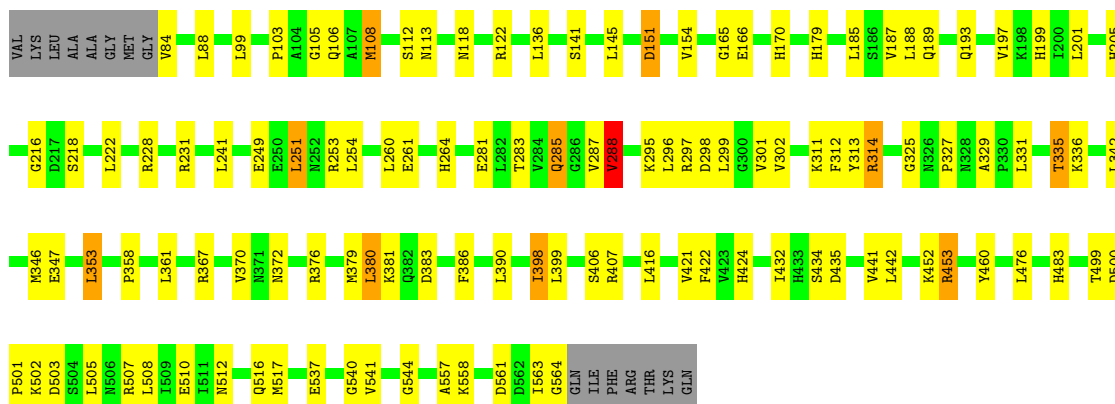 VAL LYS LEU ALA ALA GLY MET GLY V84 L88 L99 P103 A104 G105 Q106 A107 M108 S112 N113 N118 R122 L136 S141 L145 D151 V154 G165 E166 H170 H179 L185 S186 V187 L188 Q189 Q193 V197 K198 H199 I200 L201
G216 D217 S218 L222 R228 R231 L241 E249 E250 L251 N252 R253 L254 L260 E261 H264 E281 L282 T283 V284 Q285 G286 V287 V288 K295 L296 R297 D298 L299 G300 V301 V302 K311 F312 Y313 R314 G325 N326 P327 N328 A329 P330 L331 T335 K336
M346 E347 L353 P358 L361 R367 V370 N371 N372 R376 M379 L380 K381 Q382 D383 F386 L390 I398 L399 S406 R407 L416 V421 F422 V423 H424 I432 H433 S434 D435 V441 L442 K452 R453 Y460 L476 H483 T499
P501 K502 D503 S504 L505 N506 R507 L508 I509 E510 I511 N512 Q516 M517 E537 G540 V541 G544 A557 K558 D561 D562 I563 G564 GLN ILE PHE ARG THR LYS GLN